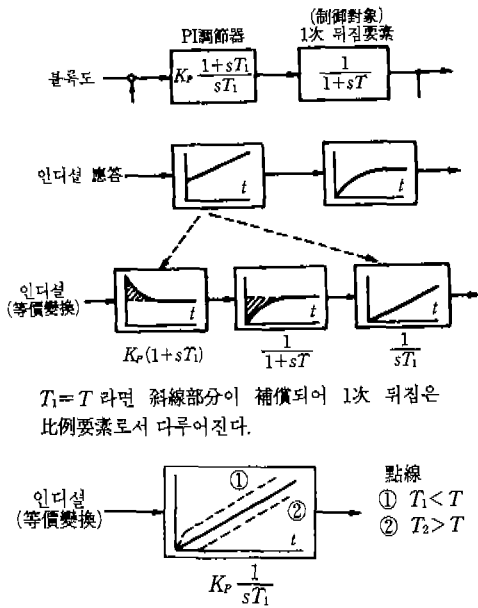 (制御對象)
PI調節器 1次 뒤짐要素
블록도 K_P (1+sT₁)/(sT₁) 1/(1+sT)
인디셜 應答 t t
인디셜
(等價變換) t t t
K_P(1+sT₁) 1/(1+sT) 1/(sT₁)
T₁=T 라면 斜線部分이 補償되어 1次 뒤짐은
比例要素로서 다루어진다.
인디셜
(等價變換) ① ② t
點線
① T₁<T
② T₂>T
K_P 1/(sT₁)